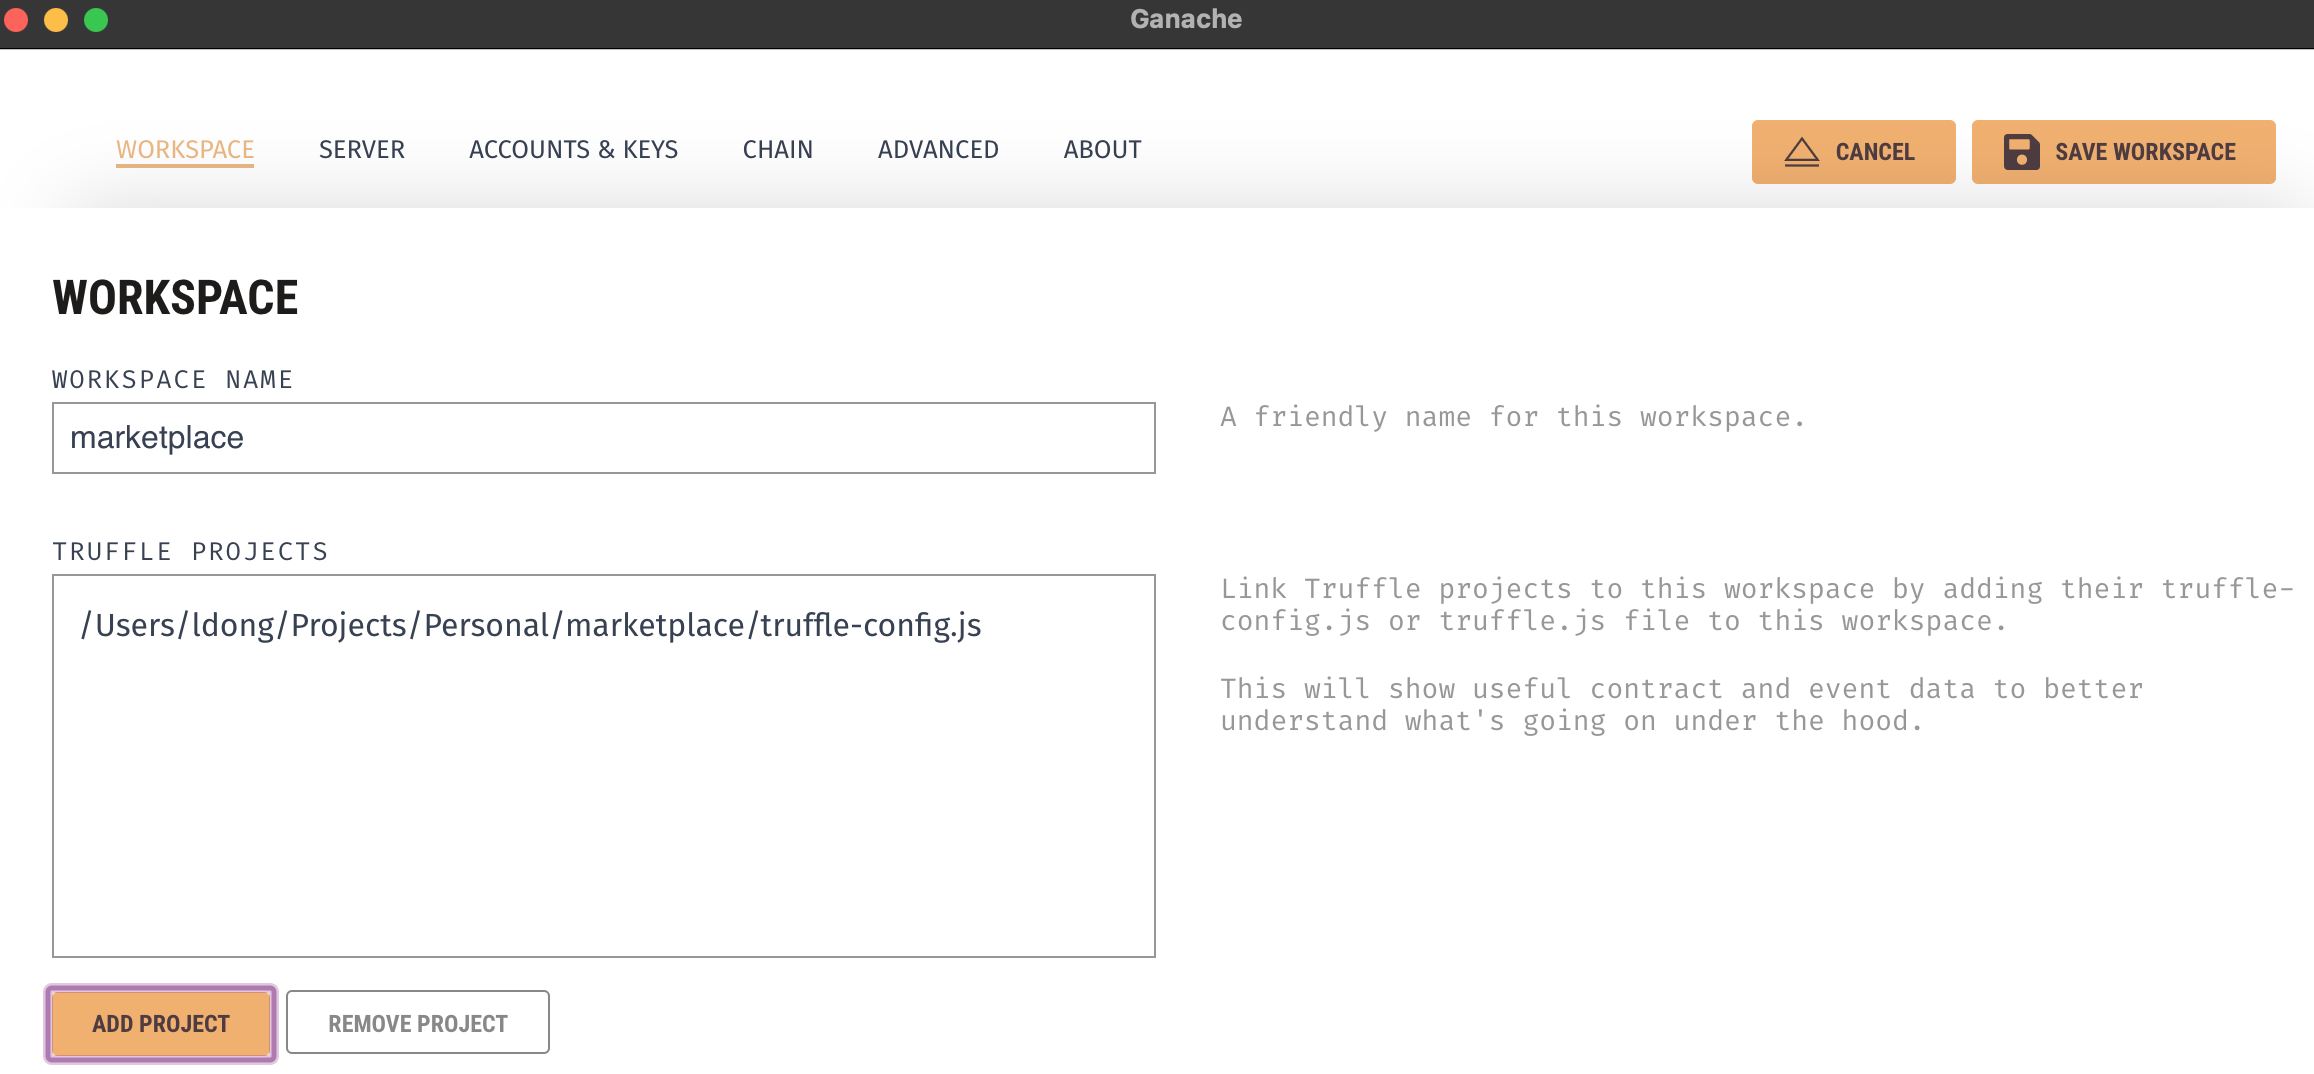 Ganache
WORKSPACE SERVER ACCOUNTS & KEYS CHAIN ADVANCED ABOUT CANCEL SAVE WORKSPACE
WORKSPACE
WORKSPACE NAME
marketplace
A friendly name for this workspace.
TRUFFLE PROJECTS
/Users/ldong/Projects/Personal/marketplace/truffle-config.js
Link Truffle projects to this workspace by adding their truffle-
config.js or truffle.js file to this workspace.
This will show useful contract and event data to better
understand what's going on under the hood.
ADD PROJECT REMOVE PROJECT